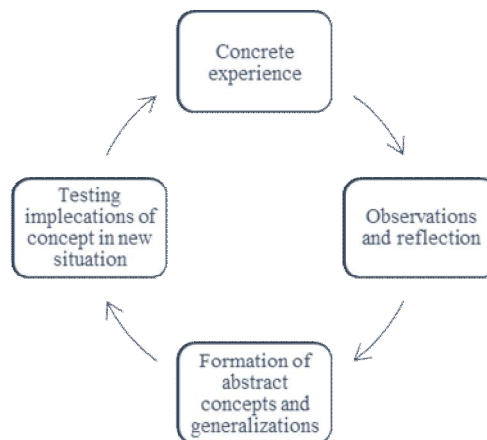 Concrete
experience
Observations
and reflection
Formation of
abstract
concepts and
generalizations
Testing
implecations of
concept in new
situation